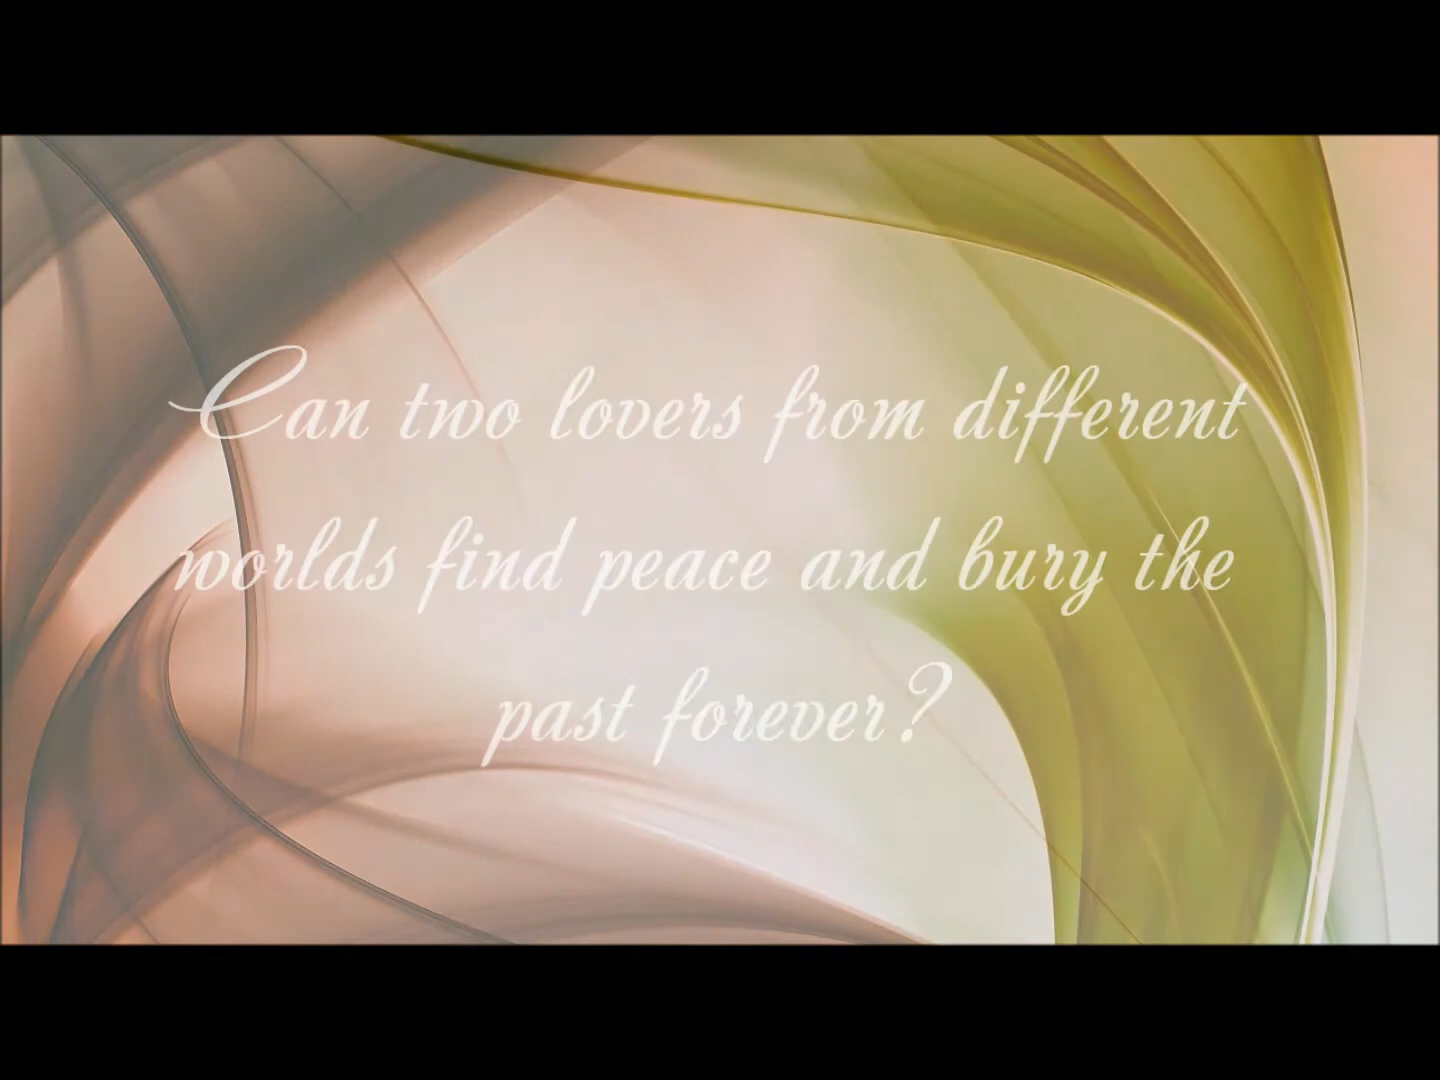 Can two lovers from different
worlds find peace and bury the
past forever?